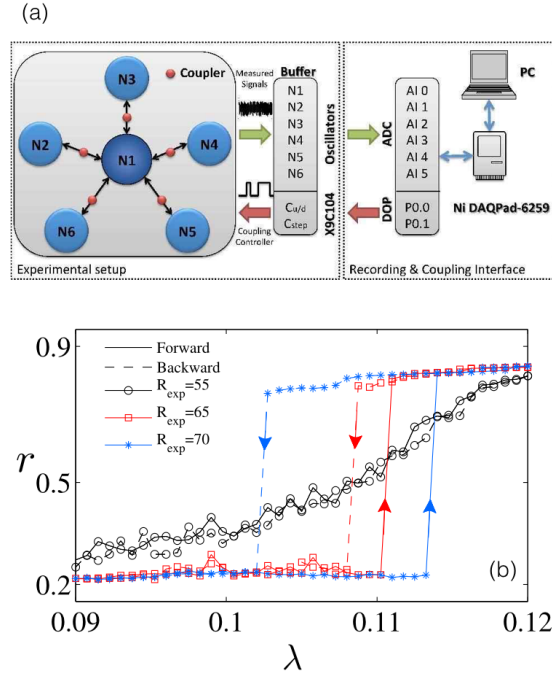 (a)
N3
Coupler
N2
N1
N4
N6
N5
Experimental setup
Measured
Signals
Coupling
Controller
Buffer
N1
N2
N3
N4
N5
N6
Cu/d
Cstep
Oscillators
X9C104
ADC
DOP
AI 0
AI 1
AI 2
AI 3
AI 4
AI 5
P0.0
P0.1
PC
Ni DAQPad-6259
Recording & Coupling Interface
0.9
0.5
0.2
r
Forward
Backward
Rexp=55
Rexp=65
Rexp=70
(b)
0.09
0.1
0.11
0.12
λ